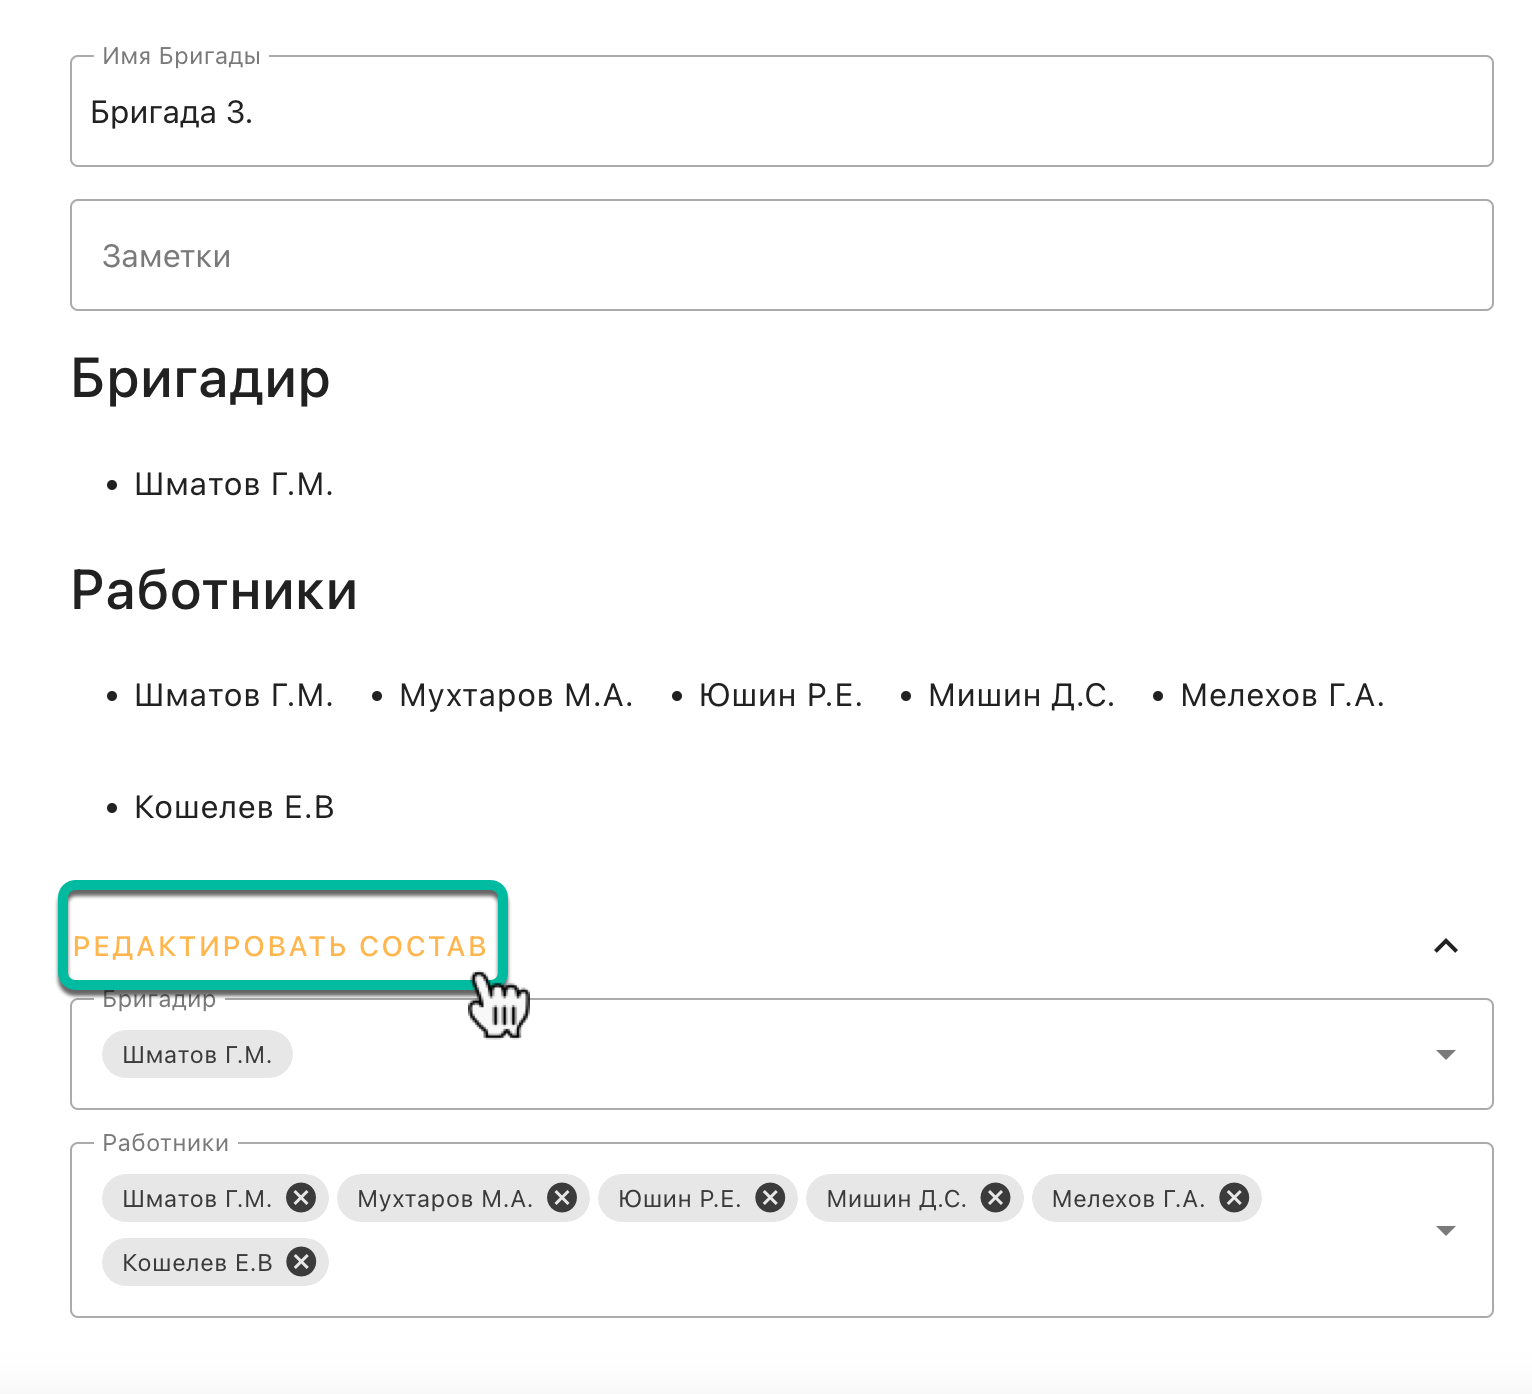 Имя Бригады
Бригада 3.
Заметки
Бригадир
• Шматов Г.М.
Работники
• Шматов Г.М. • Мухтаров М.А. • Юшин Р.Е. • Мишин Д.С. • Мелехов Г.А.
• Кошелев Е.В
РЕДАКТИРОВАТЬ СОСТАВ
Бригадир
Шматов Г.М.
Работники
Шматов Г.М. Мухтаров М.А. Юшин Р.Е. Мишин Д.С. Мелехов Г.А.
Кошелев Е.В